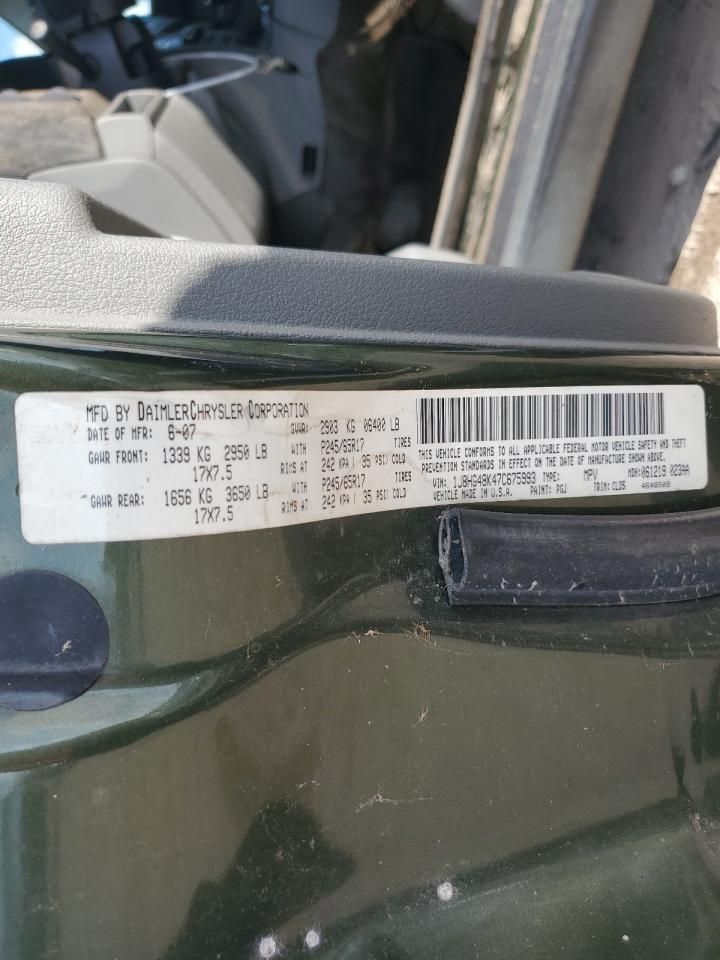 MFD BY DAIMLERCHRYSLER CORPORATION
DATE OF MFR: 6-07 GVWR: 2903 KG 06400 LB
GAWR FRONT: 1339 KG 2950 LB WITH P245/65R17 TIRES
17X7.5 RIMS AT 242 KPA ( 35 PSI) COLD
GAWR REAR: 1656 KG 3650 LB WITH P245/65R17 TIRES
17X7.5 RIMS AT 242 KPA ( 35 PSI) COLD
THIS VEHICLE CONFORMS TO ALL APPLICABLE FEDERAL MOTOR VEHICLE SAFETY AND THEFT
PREVENTION STANDARDS IN EFFECT ON THE DATE OF MANUFACTURE SHOWN ABOVE.
VIN: 1J8HG48K47C675993 TYPE: MPV MDH: 061219 023AA
VEHICLE MADE IN U.S.A. PAINT: PGJ TRIM: CLDS 4648509